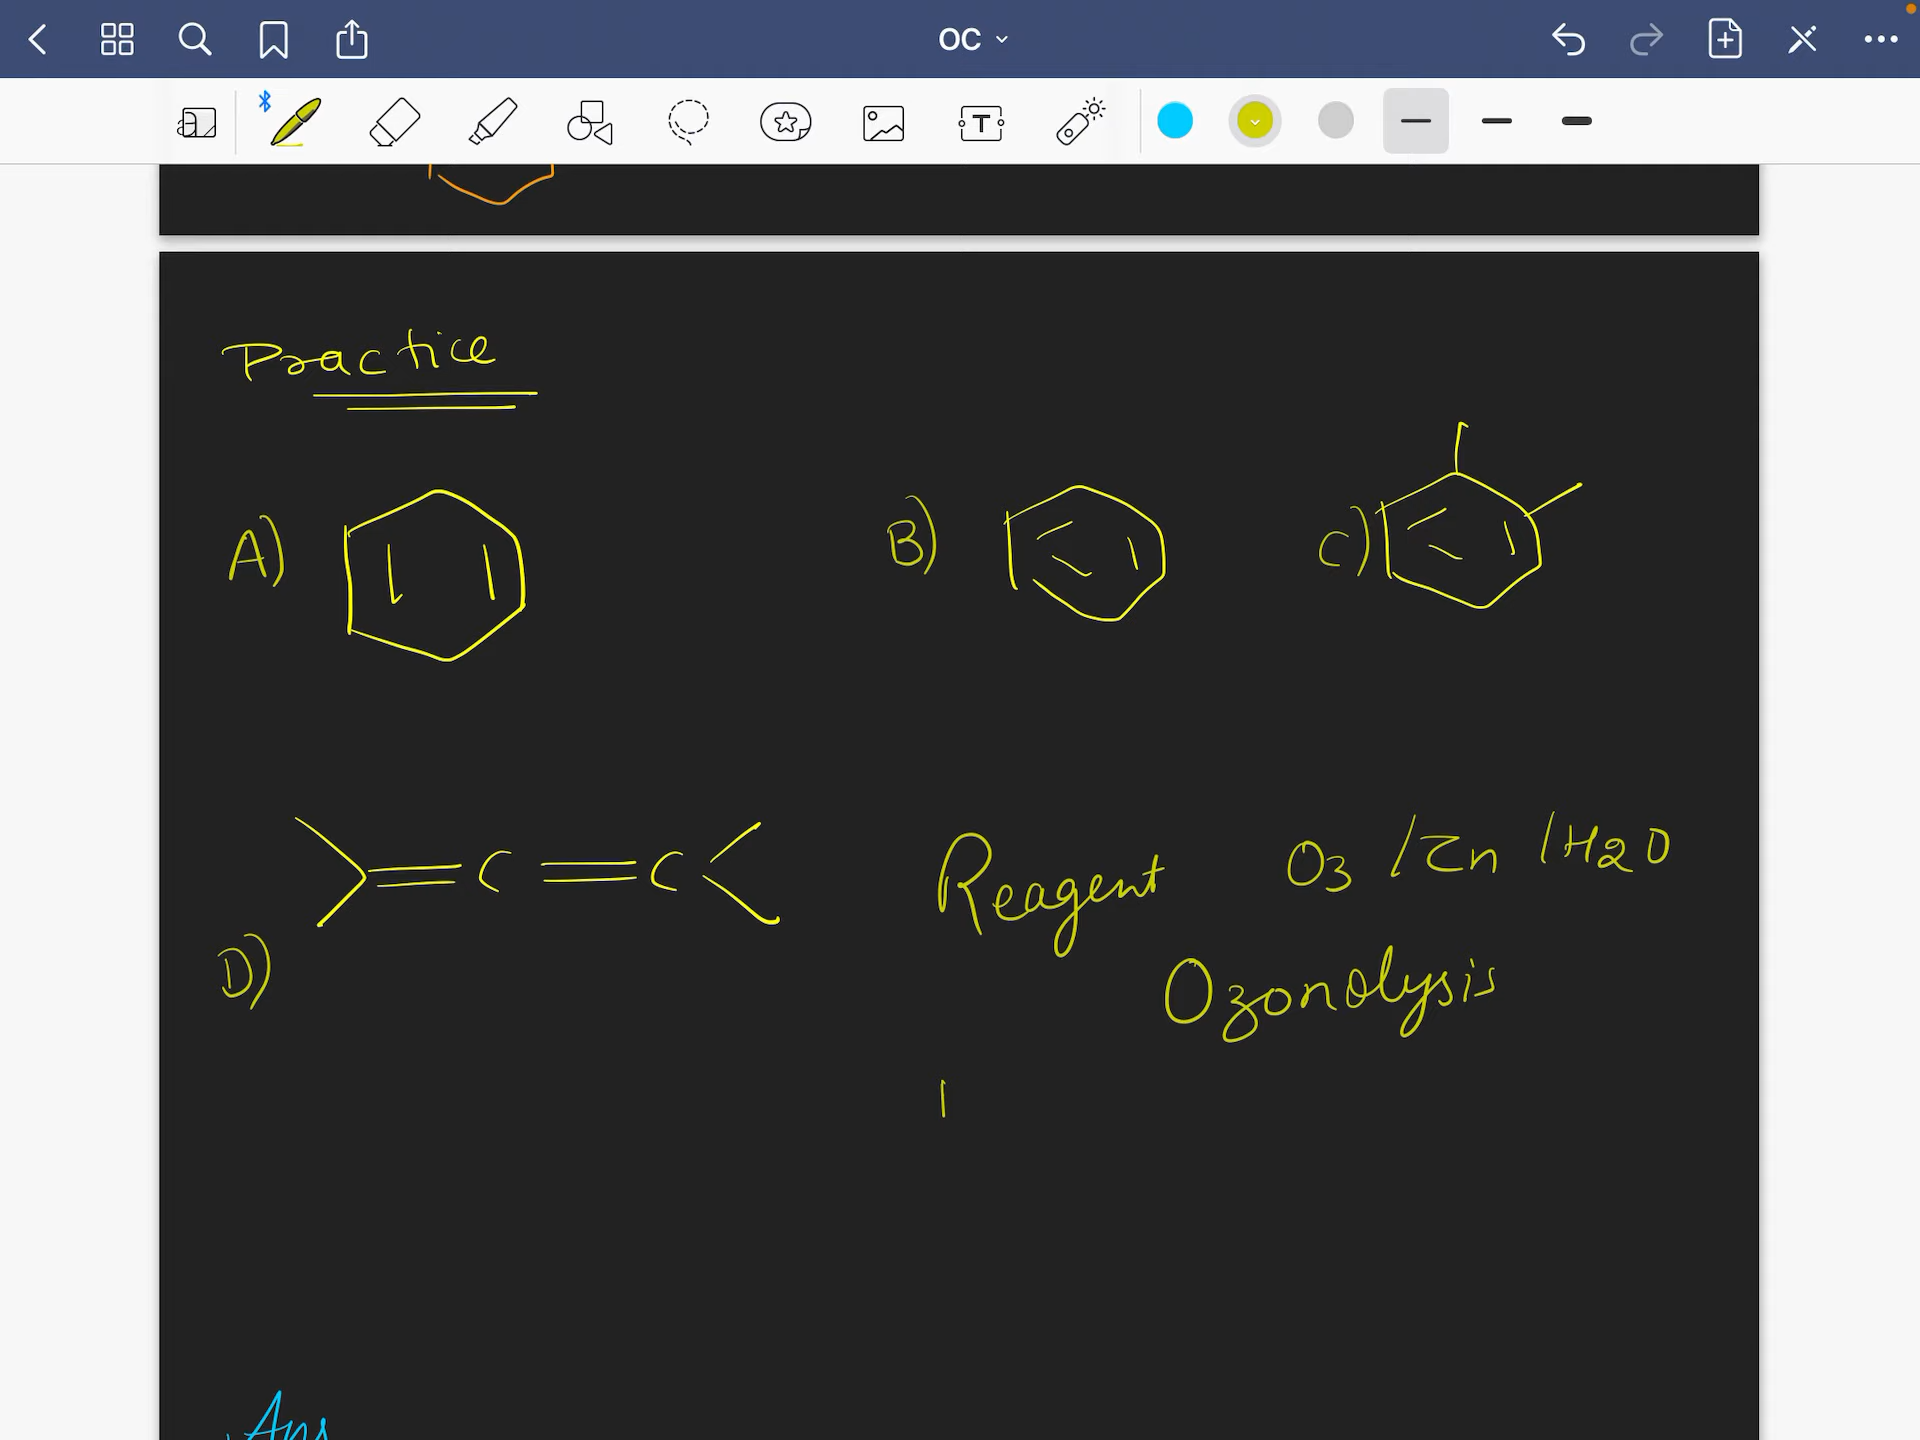 OC
T
Practice
A)
B)
C)
= C = C
Reagent O3 /Zn /H2O
D)
Ozonolysis
Ans